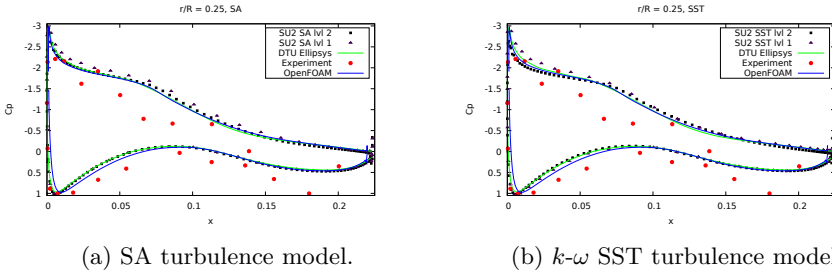 r/R = 0.25, SA
-3
-2.5
-2
-1.5
-1
-0.5
0
0.5
1
Cp
SU2 SA lvl 2
SU2 SA lvl 1
DTU Ellipsys
Experiment
OpenFOAM
0
0.05
0.1
0.15
0.2
x
(a) SA turbulence model.
r/R = 0.25, SST
-3
-2.5
-2
-1.5
-1
-0.5
0
0.5
1
Cp
SU2 SST lvl 2
SU2 SST lvl 1
DTU Ellipsys
Experiment
OpenFOAM
0
0.05
0.1
0.15
0.2
x
(b) k-ω SST turbulence model